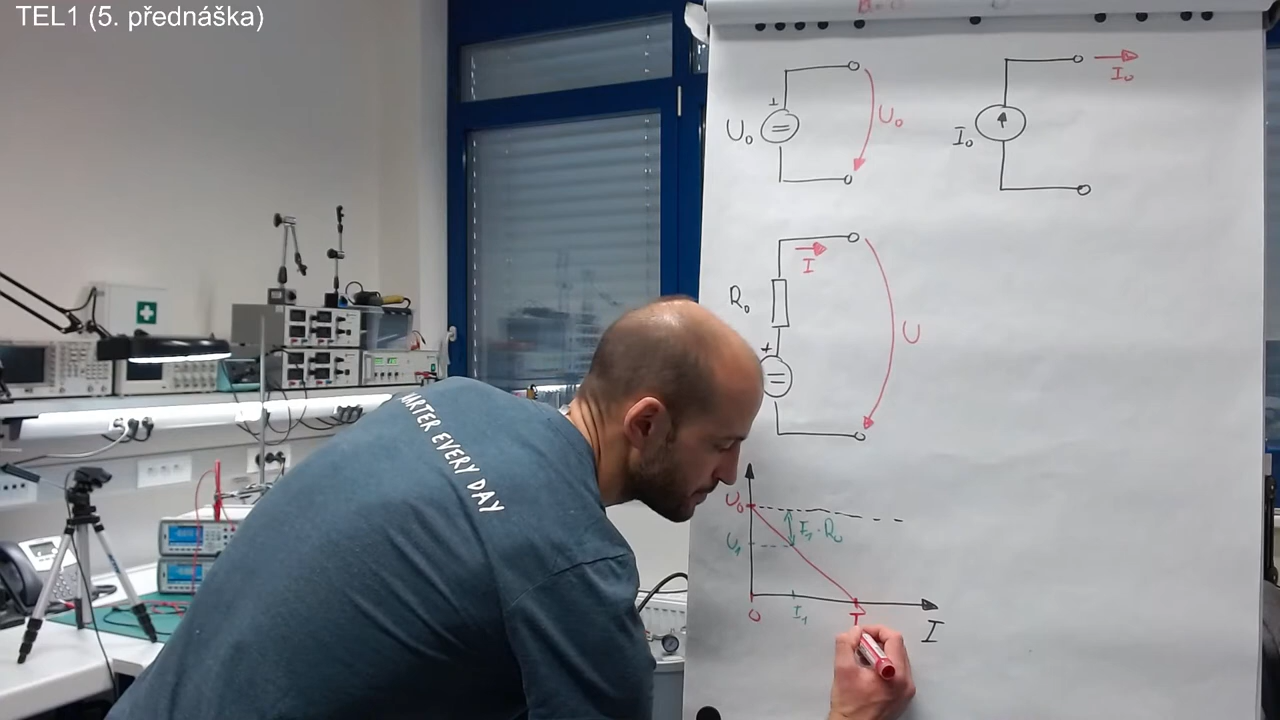 TEL1 (5. přednáška)
U₀
U₀
I₀
I₀
I
R₀
U
U₀
I₁·R₀
U₁
0
I₁
I
I
ARTER EVERY DAY